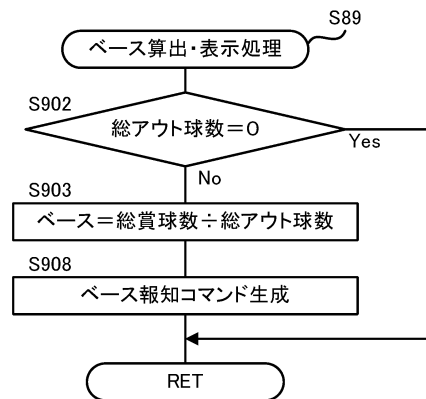 S89
ベース算出・表示処理
S902
総アウト球数=0
Yes
No
S903
ベース=総賞球数÷総アウト球数
S908
ベース報知コマンド生成
RET